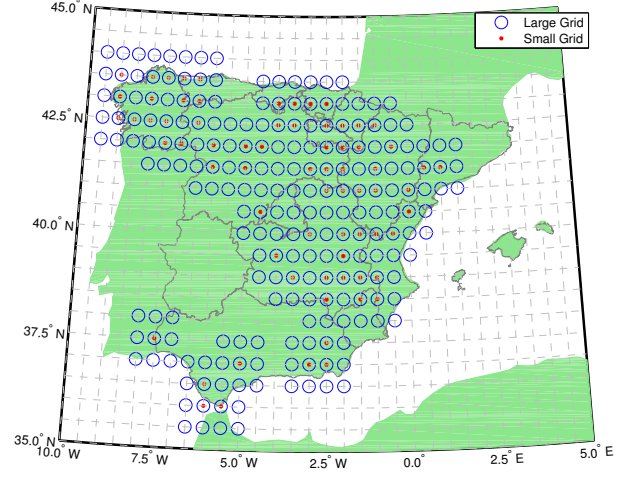 45.0° N
Large Grid
Small Grid
42.5° N
40.0° N
37.5° N
35.0° N
10.0° W
7.5° W
5.0° W
2.5° W
0.0°
2.5° E
5.0° E